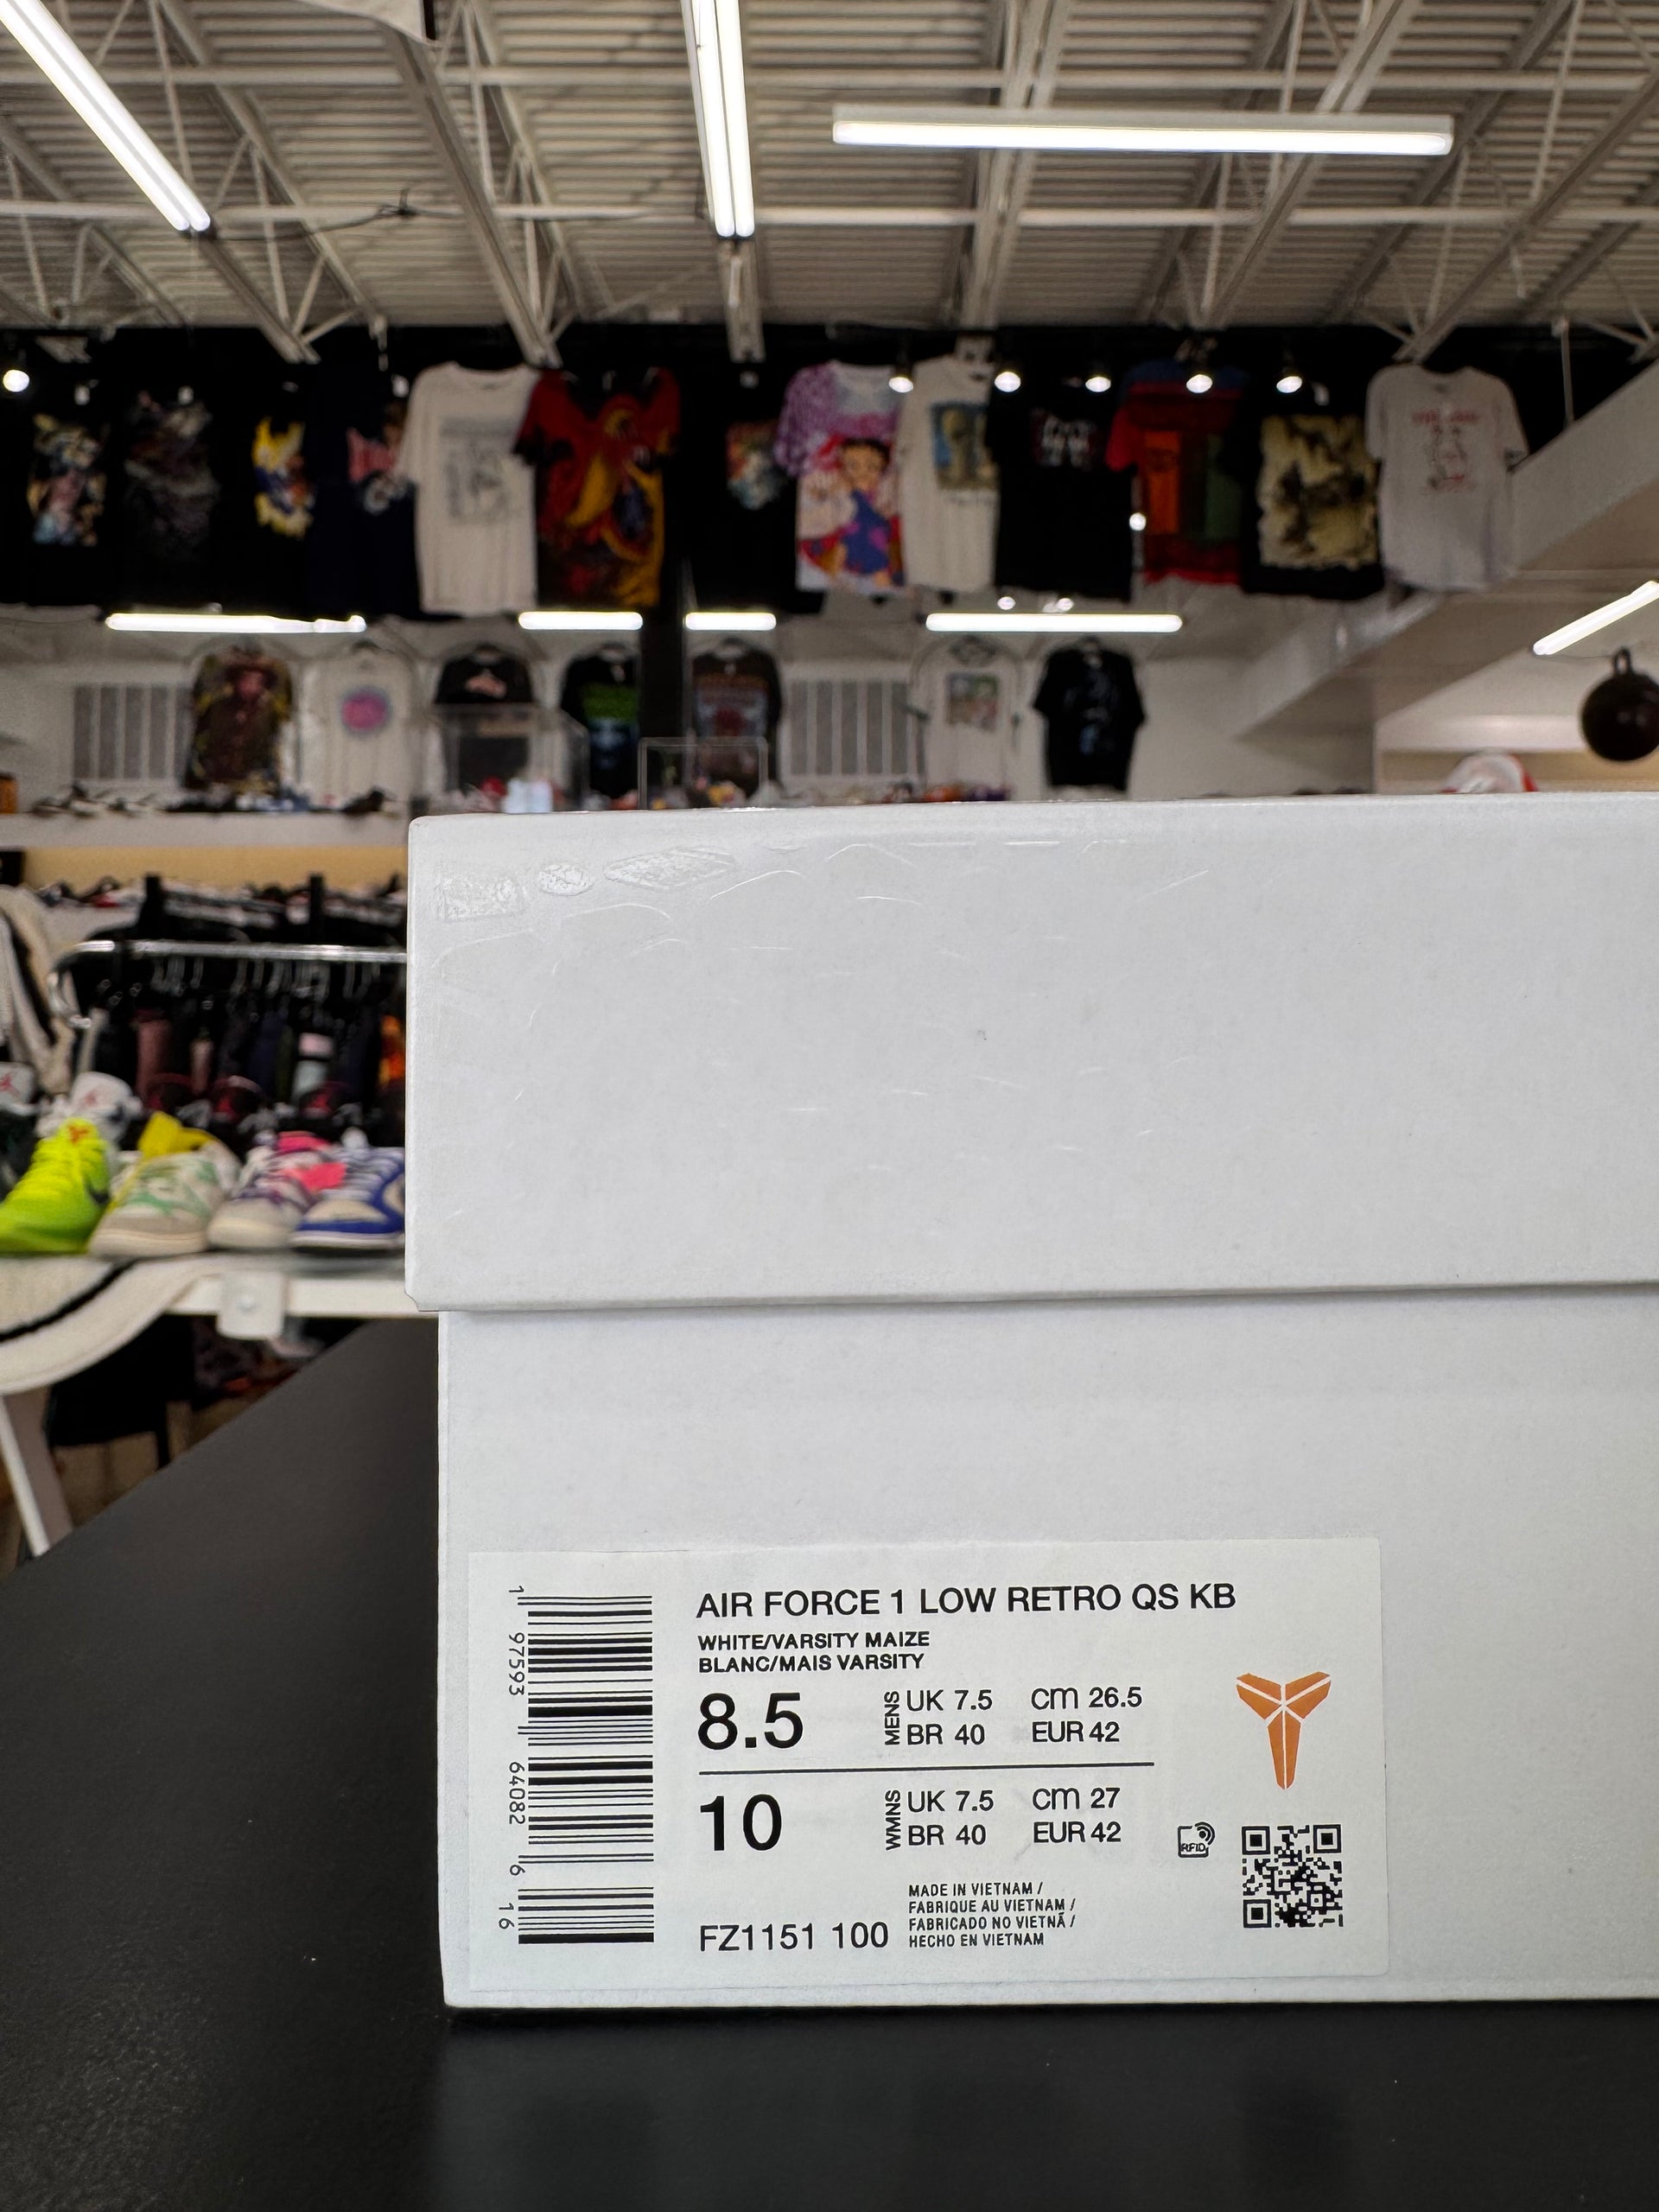 AIR FORCE 1 LOW RETRO QS KB
WHITE/VARSITY MAIZE
BLANC/MAIS VARSITY
8.5 MENS UK 7.5 cm 26.5
BR 40 EUR 42
10 WMNS UK 7.5 cm 27
BR 40 EUR 42
RFID
MADE IN VIETNAM /
FABRIQUE AU VIETNAM /
FABRICADO NO VIETNÃ /
HECHO EN VIETNAM
FZ1151 100
1 97593 64082 6 16